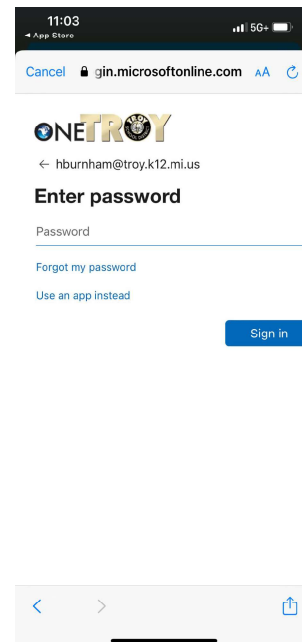 11:03
5G+
◂ App Store
Cancel gin.microsoftonline.com AA
ONETROY
← hburnham@troy.k12.mi.us
Enter password
Password
Forgot my password
Use an app instead
Sign in